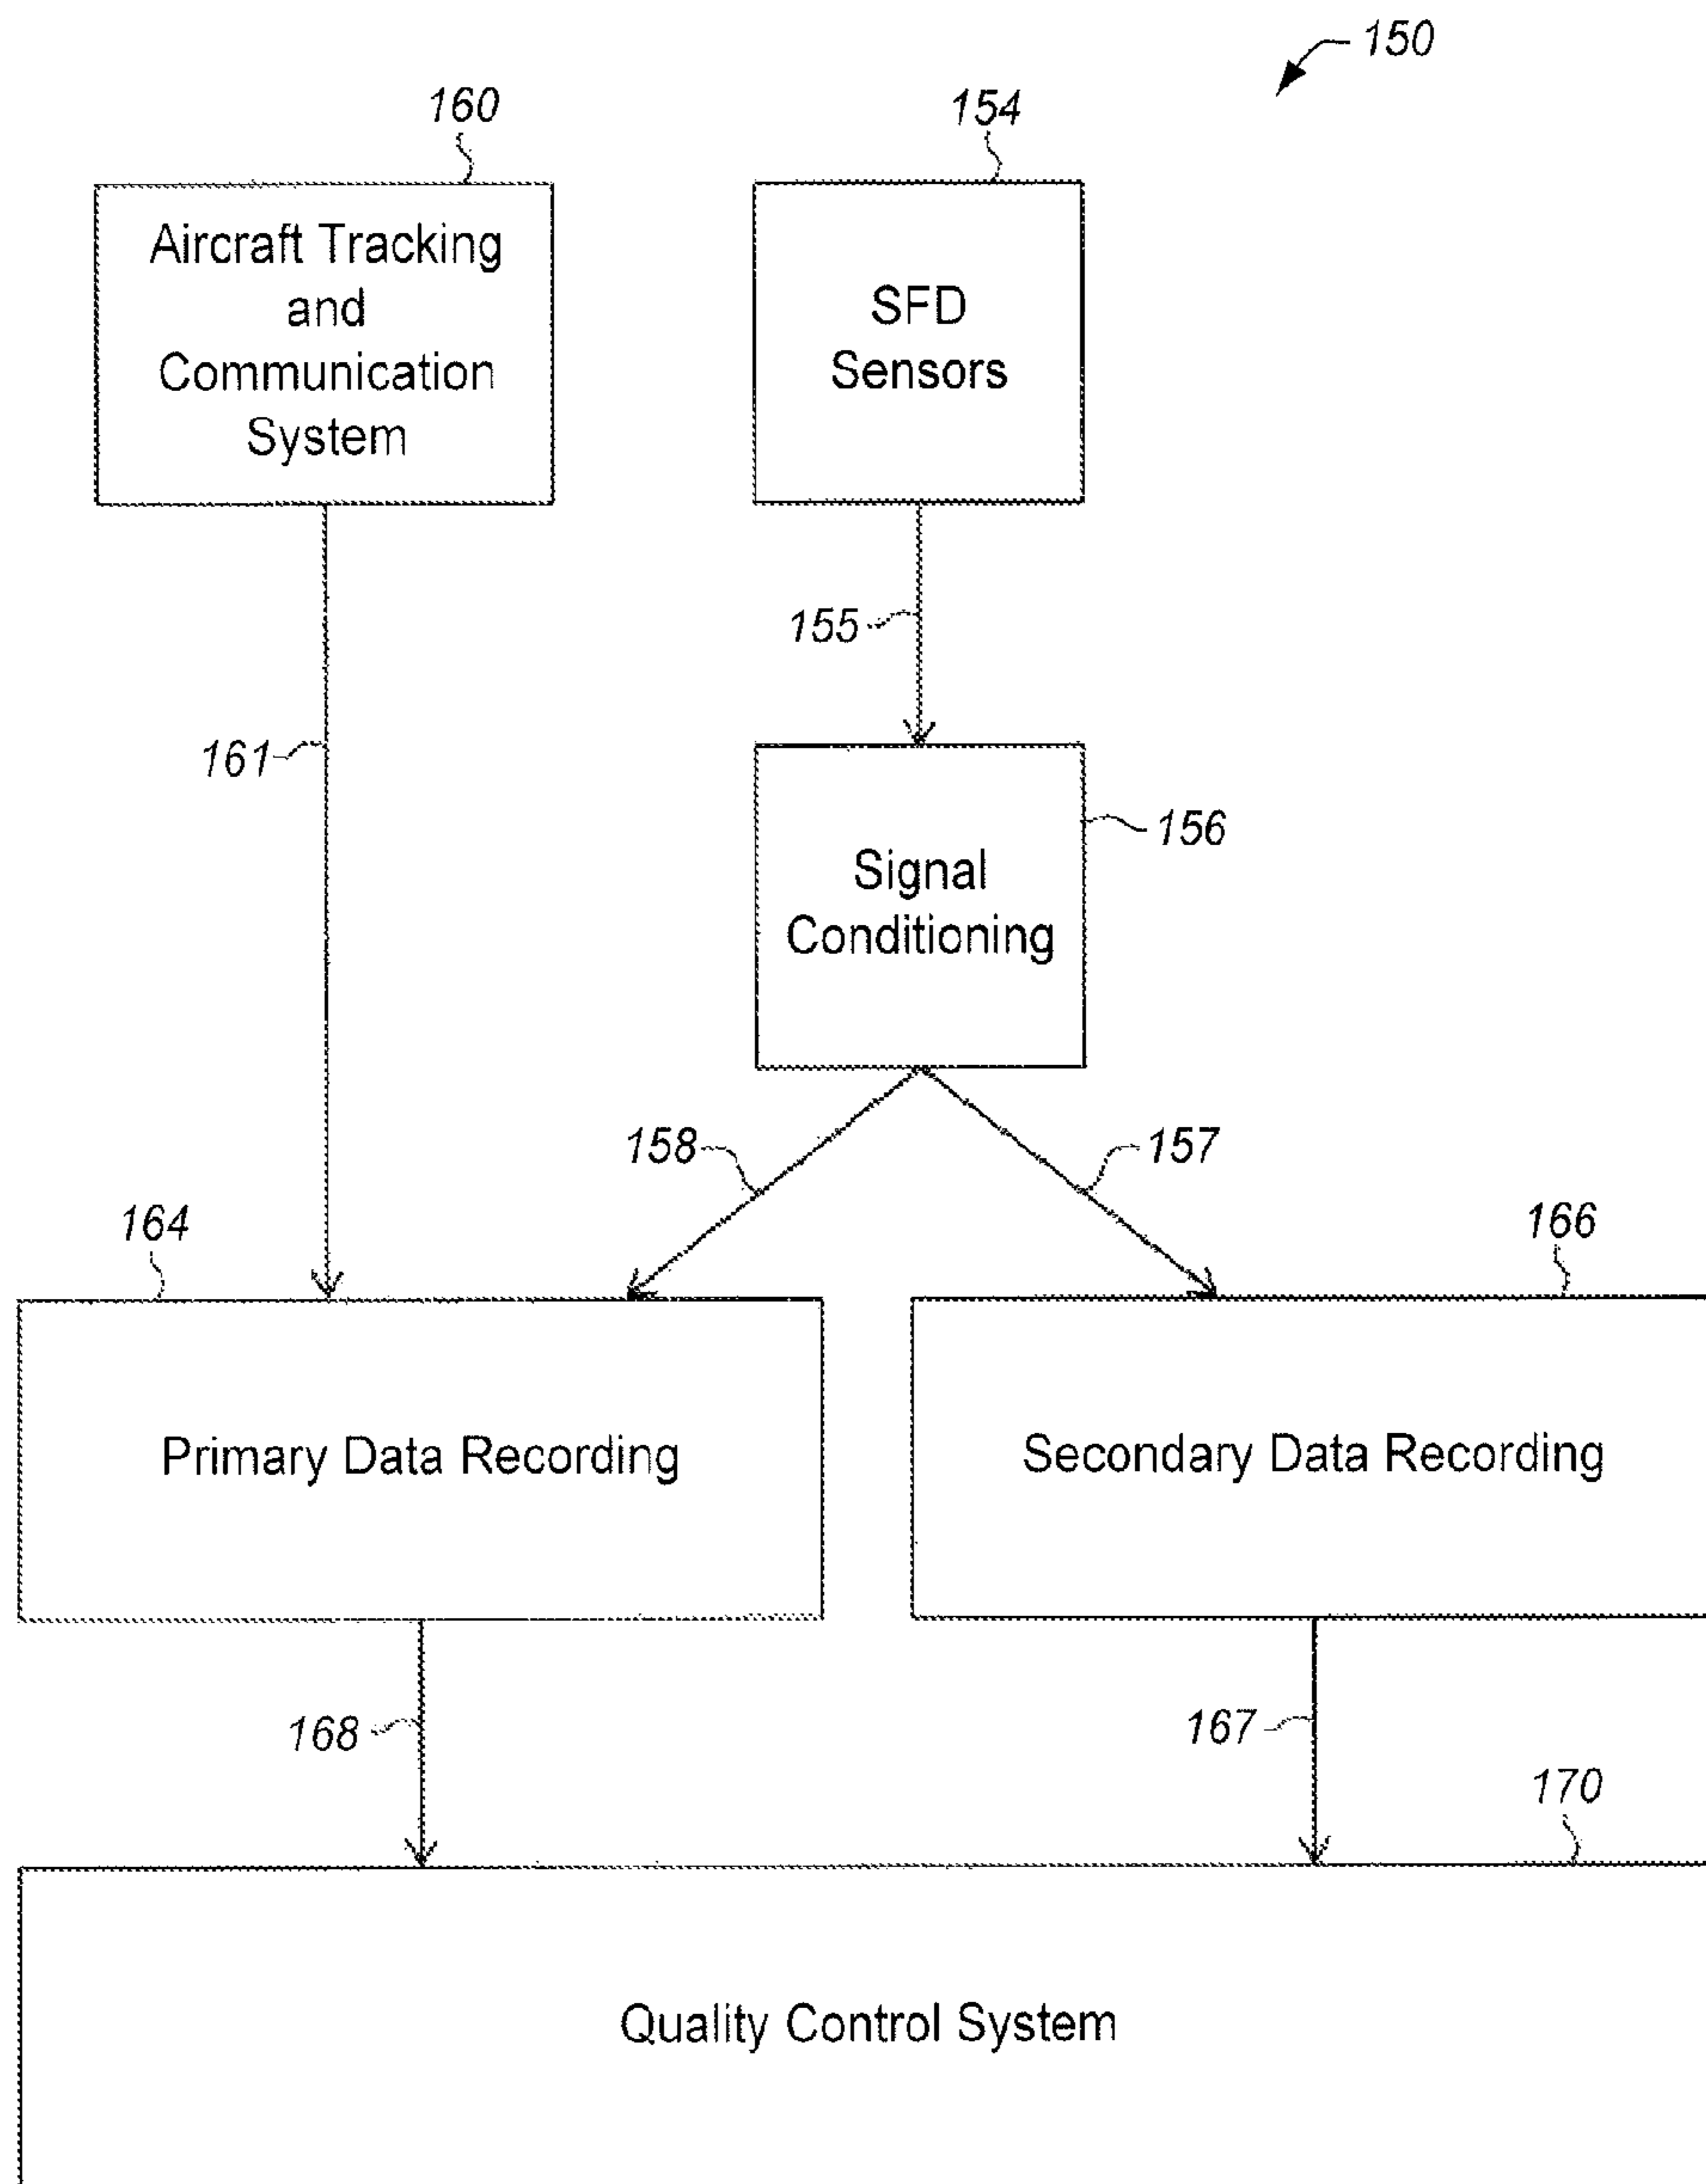 150
160
154
Aircraft Tracking
and
Communication
System
SFD
Sensors
155
161
156
Signal
Conditioning
158
157
164
166
Primary Data Recording
Secondary Data Recording
168
167
170
Quality Control System